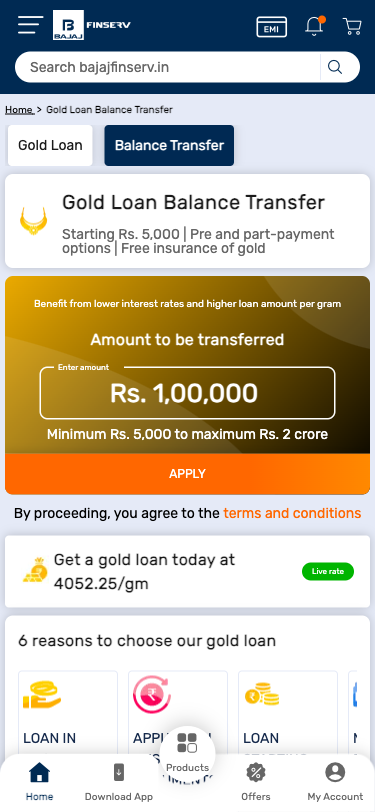 BAJAJ FINSERV
EMI
Search bajajfinserv.in
Home > Gold Loan Balance Transfer
Gold Loan
Balance Transfer
Gold Loan Balance Transfer
Starting Rs. 5,000 | Pre and part-payment
options | Free insurance of gold
Benefit from lower interest rates and higher loan amount per gram
Amount to be transferred
Enter amount
Rs. 1,00,000
Minimum Rs. 5,000 to maximum Rs. 2 crore
APPLY
By proceeding, you agree to the terms and conditions
Get a gold loan today at
4052.25/gm
Live rate
6 reasons to choose our gold loan
LOAN IN
LOAN
Products
Home
Download App
Offers
My Account